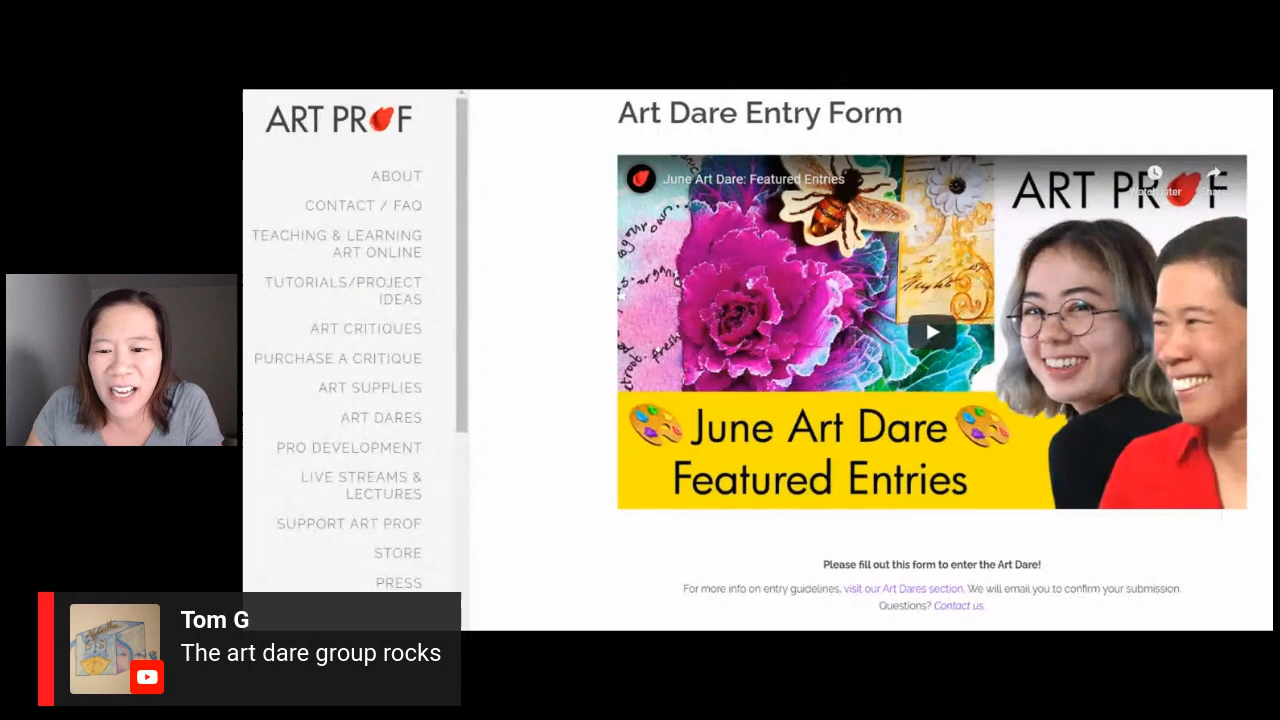 ART PROF
ABOUT
CONTACT / FAQ
TEACHING & LEARNING
ART ONLINE
TUTORIALS/PROJECT
IDEAS
ART CRITIQUES
PURCHASE A CRITIQUE
ART SUPPLIES
ART DARES
PRO DEVELOPMENT
LIVE STREAMS &
LECTURES
SUPPORT ART PROF
STORE
PRESS
Art Dare Entry Form
June Art Dare: Featured Entries
Watch later
Share
ART PROF
June Art Dare
Featured Entries
Please fill out this form to enter the Art Dare!
For more info on entry guidelines, visit our Art Dares section. We will email you to confirm your submission.
Questions? Contact us.
Tom G
The art dare group rocks